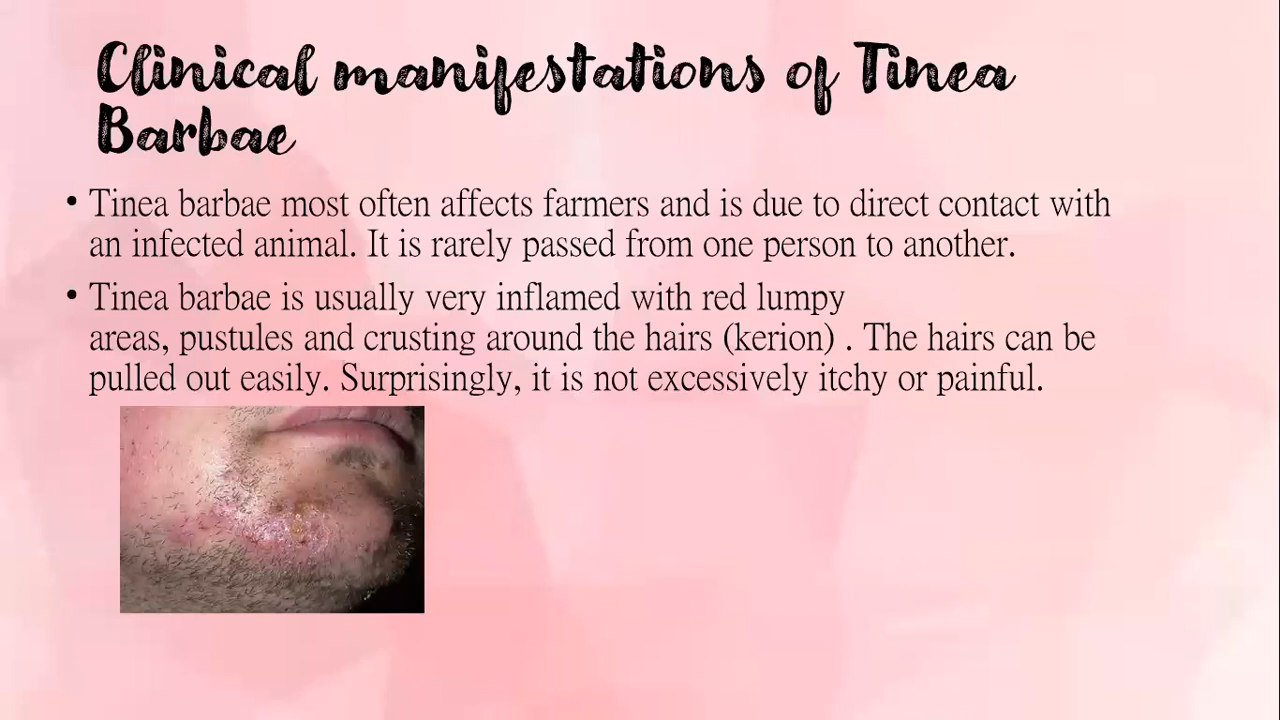 Clinical manifestations of Tinea
Barbae
• Tinea barbae most often affects farmers and is due to direct contact with
an infected animal. It is rarely passed from one person to another.
• Tinea barbae is usually very inflamed with red lumpy
areas, pustules and crusting around the hairs (kerion) . The hairs can be
pulled out easily. Surprisingly, it is not excessively itchy or painful.